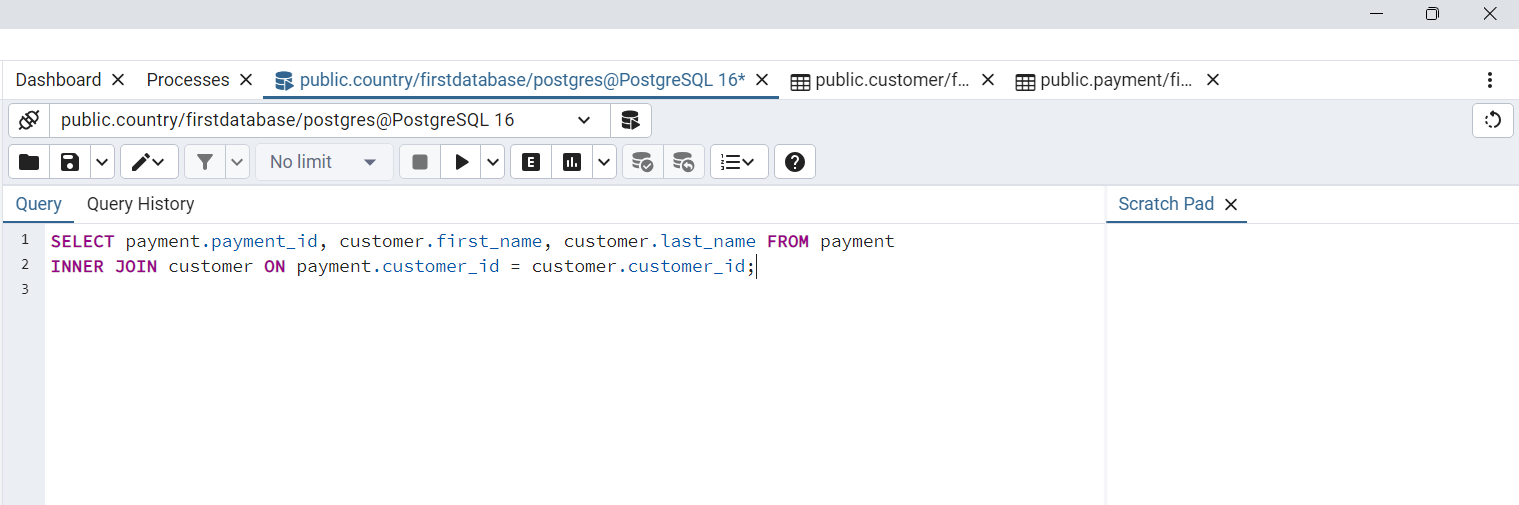 Dashboard Processes public.country/firstdatabase/postgres@PostgreSQL 16* public.customer/f... public.payment/fi...
public.country/firstdatabase/postgres@PostgreSQL 16
No limit E
Query Query History Scratch Pad
1 SELECT payment.payment_id, customer.first_name, customer.last_name FROM payment
2 INNER JOIN customer ON payment.customer_id = customer.customer_id;
3